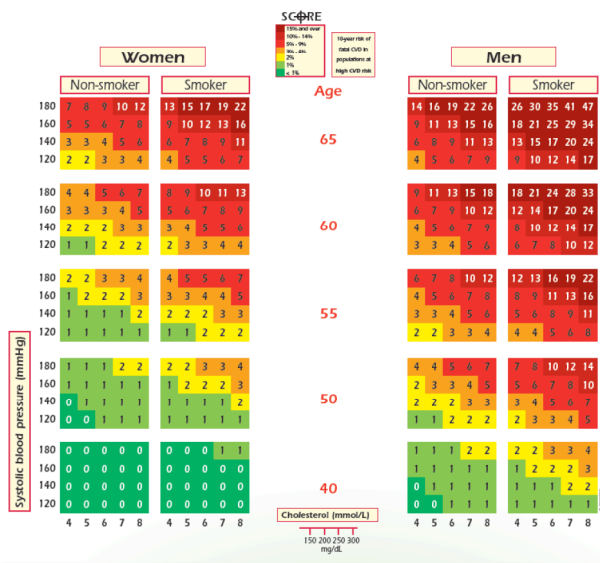 SCORE
15% and over
10% - 14%
5% - 9%
3% - 4%
2%
1%
< 1%
10-year risk of
fatal CVD in
populations at
high CVD risk
Women
Men
Non-smoker
Smoker
Age
Non-smoker
Smoker
180 7 8 9 10 12 13 15 17 19 22 14 16 19 22 26 26 30 35 41 47
160 5 5 6 7 8 9 10 12 13 16 9 11 13 15 16 18 21 25 29 34
65
140 3 3 4 5 6 6 7 8 9 11 6 8 9 11 13 13 15 17 20 24
120 2 2 3 3 4 4 5 5 6 7 4 5 6 7 9 9 10 12 14 17
180 4 4 5 6 7 8 9 10 11 13 9 11 13 15 18 18 21 24 28 33
160 3 3 3 4 5 5 6 7 8 9 6 7 9 10 12 12 14 17 20 24
60
140 2 2 2 3 3 3 4 5 5 6 4 5 6 7 9 8 10 12 14 17
120 1 1 2 2 2 2 3 3 4 4 3 3 4 5 6 6 7 8 10 12
180 2 2 3 3 4 4 5 5 6 7 6 7 8 10 12 12 13 16 19 22
160 1 2 2 2 3 3 3 4 4 5 4 5 6 7 8 8 9 11 13 16
55
140 1 1 1 1 2 2 2 2 3 3 3 3 4 5 6 5 6 8 9 11
120 1 1 1 1 1 1 1 2 2 2 2 2 3 3 4 4 4 5 6 8
180 1 1 1 2 2 2 2 3 3 4 4 4 5 6 7 7 8 10 12 14
160 1 1 1 1 1 1 2 2 2 3 2 3 3 4 5 5 6 7 8 10
50
140 0 1 1 1 1 1 1 1 1 2 2 2 2 3 3 3 4 5 6 7
120 0 0 1 1 1 1 1 1 1 1 1 1 2 2 2 2 3 3 4 5
180 0 0 0 0 0 0 0 0 1 1 1 1 1 2 2 2 2 3 3 4
160 0 0 0 0 0 0 0 0 0 0 1 1 1 1 1 1 2 2 2 3
40
140 0 0 0 0 0 0 0 0 0 0 0 1 1 1 1 1 1 1 2 2
120 0 0 0 0 0 0 0 0 0 0 0 0 1 1 1 1 1 1 1 1
4 5 6 7 8 4 5 6 7 8 4 5 6 7 8 4 5 6 7 8
Systolic blood pressure (mmHg)
Cholesterol (mmol/L)
150 200 250 300
mg/dL